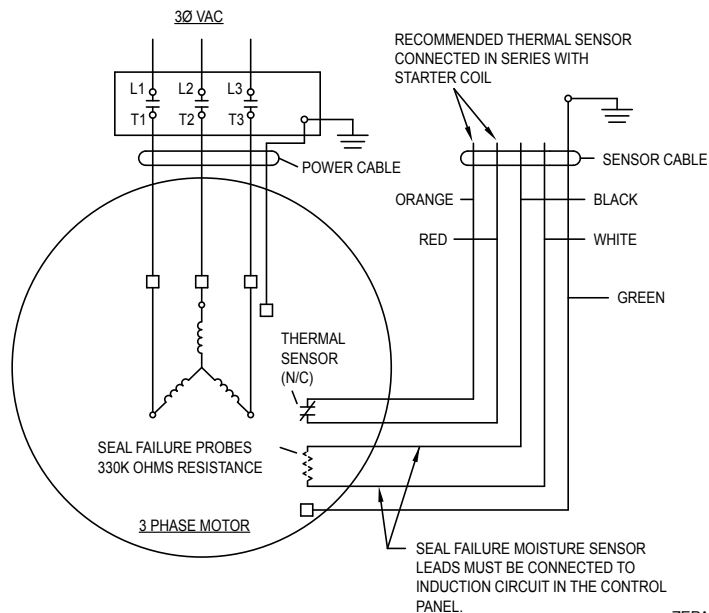 3Ø VAC
L1 L2 L3
T1 T2 T3
POWER CABLE
RECOMMENDED THERMAL SENSOR
CONNECTED IN SERIES WITH
STARTER COIL
SENSOR CABLE
ORANGE
BLACK
RED
WHITE
GREEN
THERMAL
SENSOR
(N/C)
SEAL FAILURE PROBES
330K OHMS RESISTANCE
3 PHASE MOTOR
SEAL FAILURE MOISTURE SENSOR
LEADS MUST BE CONNECTED TO
INDUCTION CIRCUIT IN THE CONTROL
PANEL.